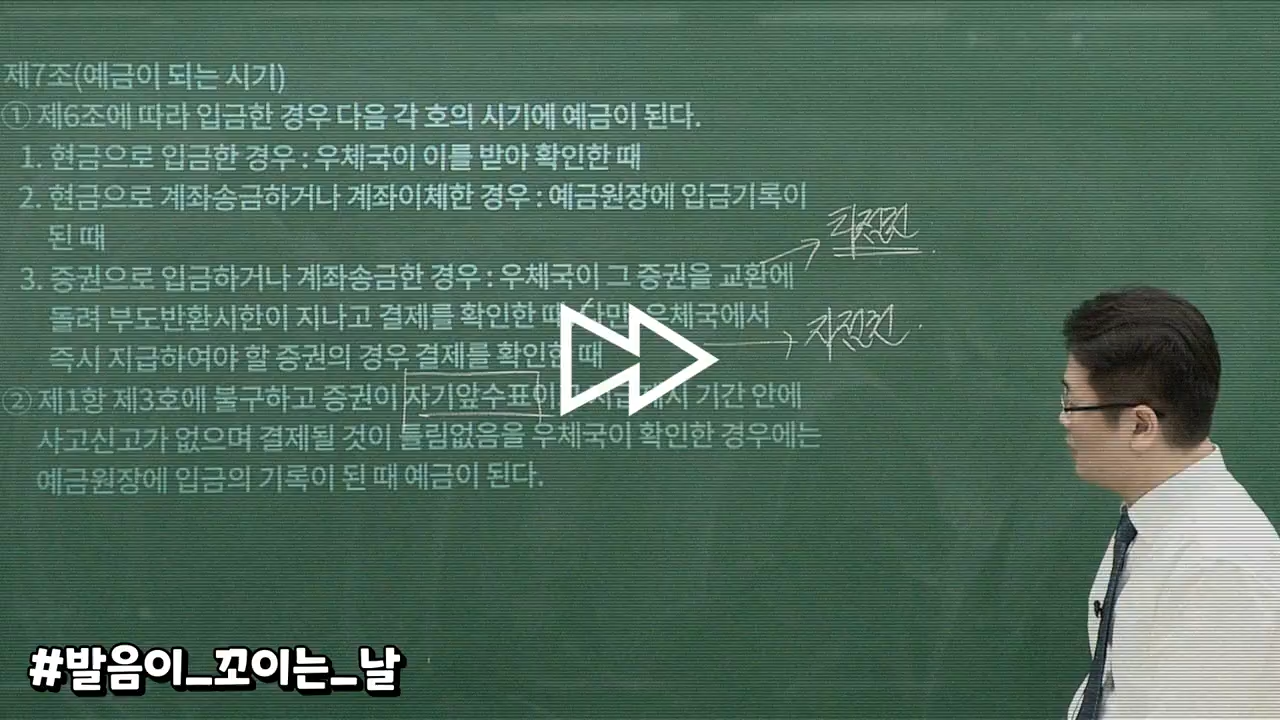 제7조(예금이 되는 시기)
① 제6조에 따라 입금한 경우 다음 각 호의 시기에 예금이 된다.
1. 현금으로 입금한 경우 : 우체국이 이를 받아 확인한 때
2. 현금으로 계좌송금하거나 계좌이체한 경우 : 예금원장에 입금기록이
된 때
타점권
3. 증권으로 입금하거나 계좌송금한 경우 : 우체국이 그 증권을 교환에
돌려 부도반환시한이 지나고 결제를 확인한 때 다만 우체국에서
자점권
즉시 지급하여야 할 증권의 경우 결제를 확인한 때
② 제1항 제3호에 불구하고 증권이 자기앞수표이 기간 안에
사고신고가 없으며 결제될 것이 틀림없음을 우체국이 확인한 경우에는
예금원장에 입금의 기록이 된 때 예금이 된다.
#발음이_꼬이는_날